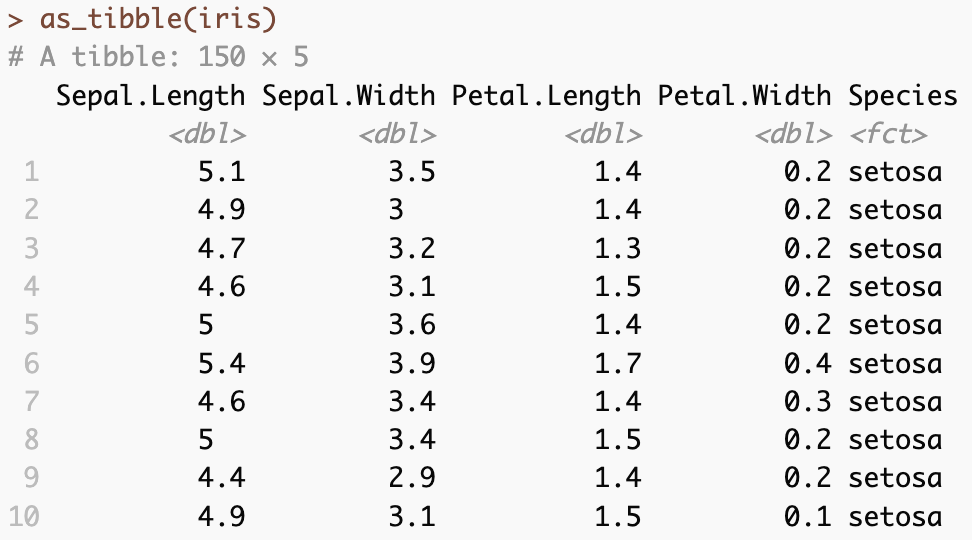 > as_tibble(iris)
# A tibble: 150 × 5
   Sepal.Length Sepal.Width Petal.Length Petal.Width Species
          <dbl>       <dbl>        <dbl>       <dbl> <fct>
 1          5.1         3.5          1.4         0.2 setosa
 2          4.9         3            1.4         0.2 setosa
 3          4.7         3.2          1.3         0.2 setosa
 4          4.6         3.1          1.5         0.2 setosa
 5          5           3.6          1.4         0.2 setosa
 6          5.4         3.9          1.7         0.4 setosa
 7          4.6         3.4          1.4         0.3 setosa
 8          5           3.4          1.5         0.2 setosa
 9          4.4         2.9          1.4         0.2 setosa
10          4.9         3.1          1.5         0.1 setosa